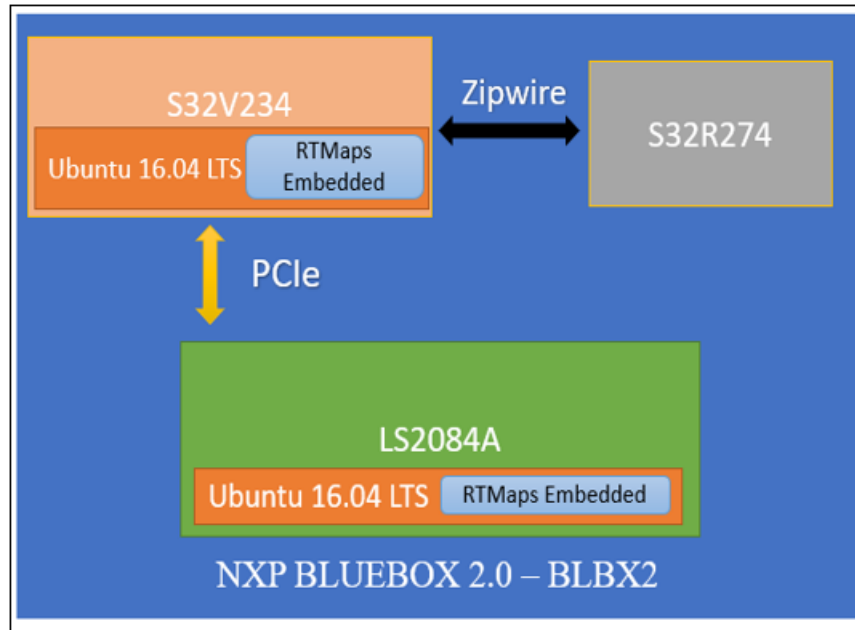 S32V234
Ubuntu 16.04 LTS
RTMaps
Embedded
Zipwire
S32R274
PCIe
LS2084A
Ubuntu 16.04 LTS
RTMaps Embedded
NXP BLUEBOX 2.0 – BLBX2